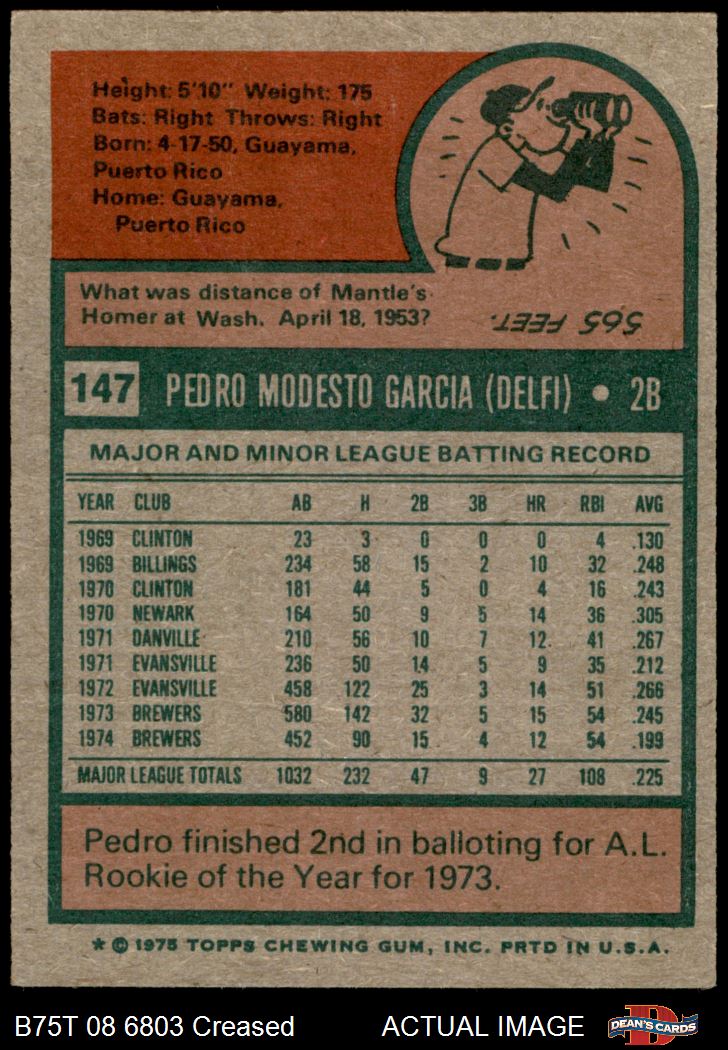 Height: 5'10" Weight: 175
Bats: Right Throws: Right
Born: 4-17-50, Guayama,
Puerto Rico
Home: Guayama,
Puerto Rico
What was distance of Mantle's
Homer at Wash. April 18, 1953?
565 FEET.
147 PEDRO MODESTO GARCIA (DELFI) • 2B
MAJOR AND MINOR LEAGUE BATTING RECORD
YEAR CLUB AB H 2B 3B HR RBI AVG
1969 CLINTON 23 3 0 0 0 4 .130
1969 BILLINGS 234 58 15 2 10 32 .248
1970 CLINTON 181 44 5 0 4 16 .243
1970 NEWARK 164 50 9 5 14 36 .305
1971 DANVILLE 210 56 10 7 12 41 .267
1971 EVANSVILLE 236 50 14 5 9 35 .212
1972 EVANSVILLE 458 122 25 3 14 51 .266
1973 BREWERS 580 142 32 5 15 54 .245
1974 BREWERS 452 90 15 4 12 54 .199
MAJOR LEAGUE TOTALS 1032 232 47 9 27 108 .225
Pedro finished 2nd in balloting for A.L.
Rookie of the Year for 1973.
* © 1975 TOPPS CHEWING GUM, INC. PRTD IN U.S.A.
B75T 08 6803 Creased ACTUAL IMAGE
DEAN'S CARDS